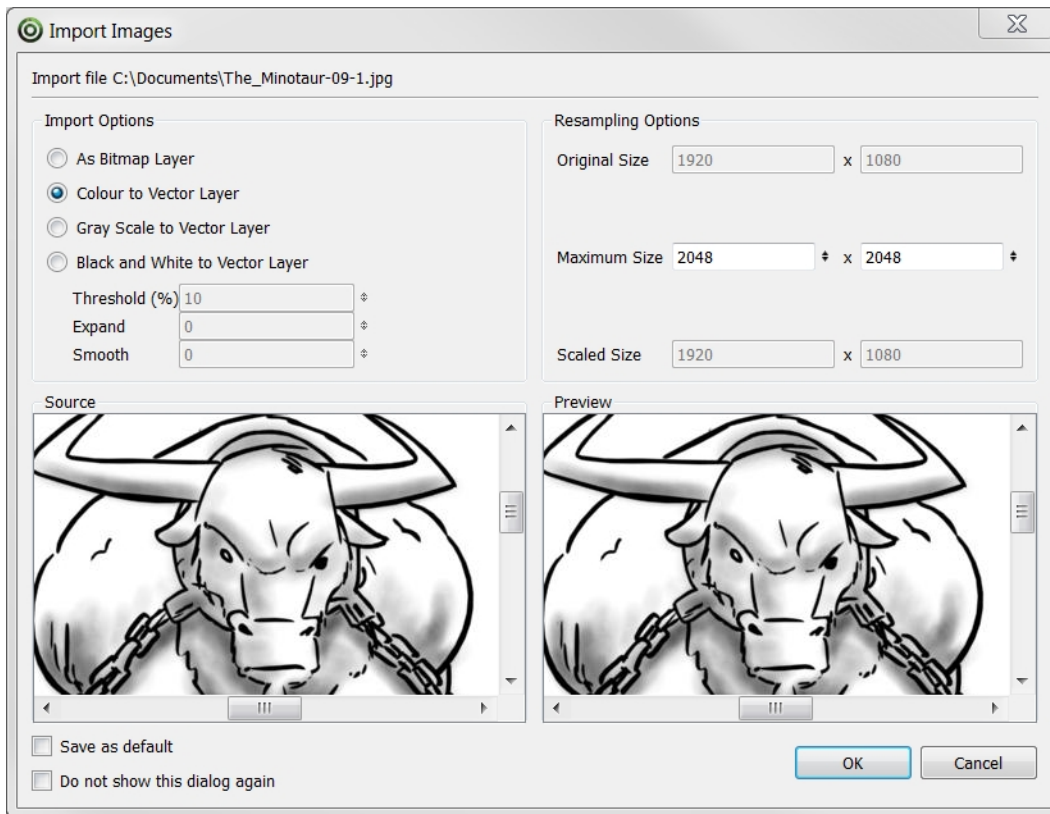 Import Images
Import file C:\Documents\The_Minotaur-09-1.jpg
Import Options
As Bitmap Layer
Colour to Vector Layer
Gray Scale to Vector Layer
Black and White to Vector Layer
Threshold (%) 10
Expand 0
Smooth 0
Resampling Options
Original Size 1920 x 1080
Maximum Size 2048 x 2048
Scaled Size 1920 x 1080
Source
Preview
Save as default
Do not show this dialog again
OK Cancel